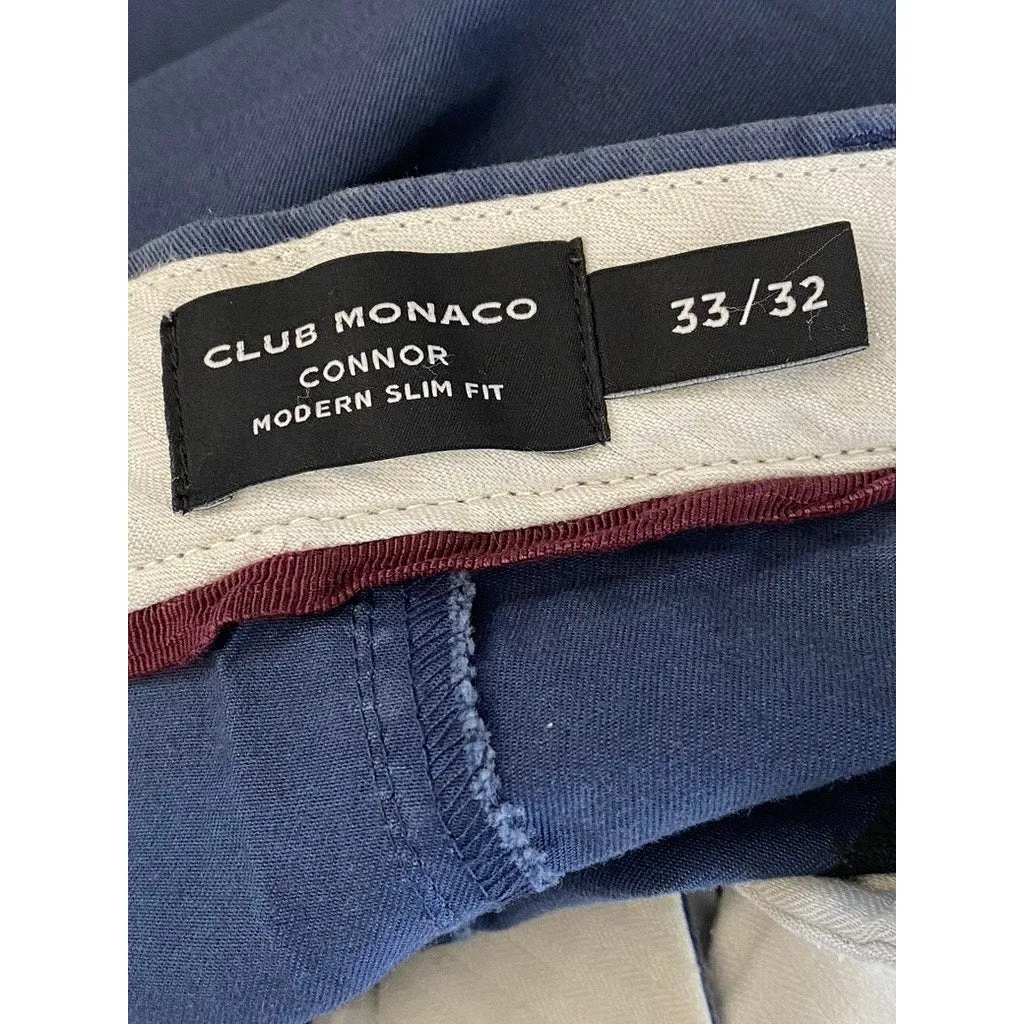 CLUB MONACO
CONNOR
MODERN SLIM FIT
33/32